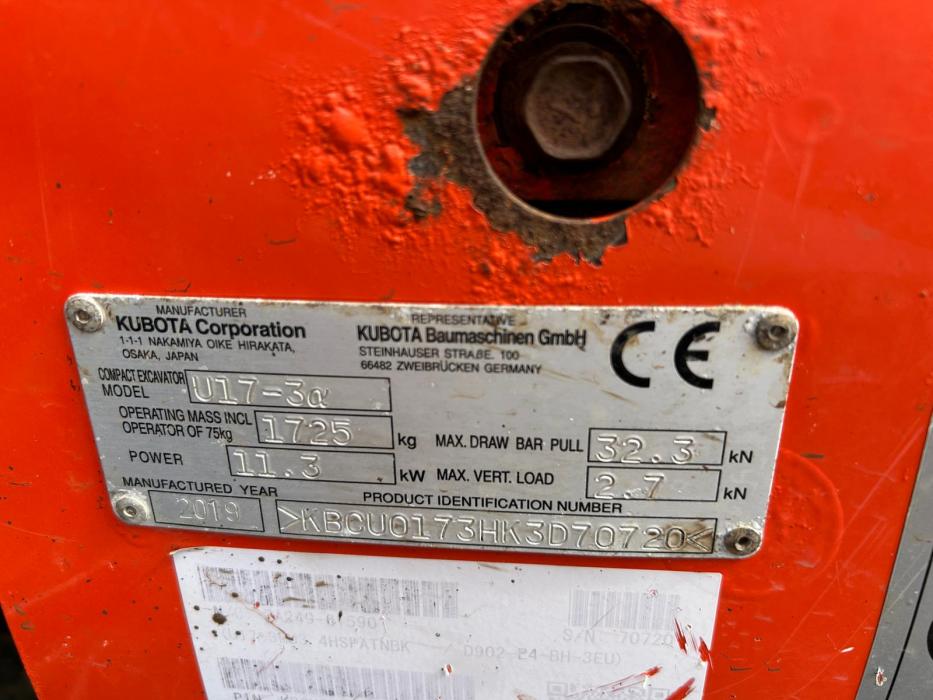 MANUFACTURER
KUBOTA Corporation
1-1-1 NAKAMIYA OIKE HIRAKATA,
OSAKA, JAPAN
REPRESENTATIVE
KUBOTA Baumaschinen GmbH
STEINHAUSER STRAßE 100
66482 ZWEIBRÜCKEN GERMANY
CE
COMPACT EXCAVATOR
MODEL U17-3α
OPERATING MASS INCL
OPERATOR OF 75kg 1725 kg
MAX. DRAW BAR PULL 32.3 kN
POWER 11.3 kW
MAX. VERT. LOAD 2.7 kN
MANUFACTURED YEAR
2019
PRODUCT IDENTIFICATION NUMBER
>KBCU0173HK3D70720<
S/N 70720
4HSPATNBK / D902-E4-BH-3EU)